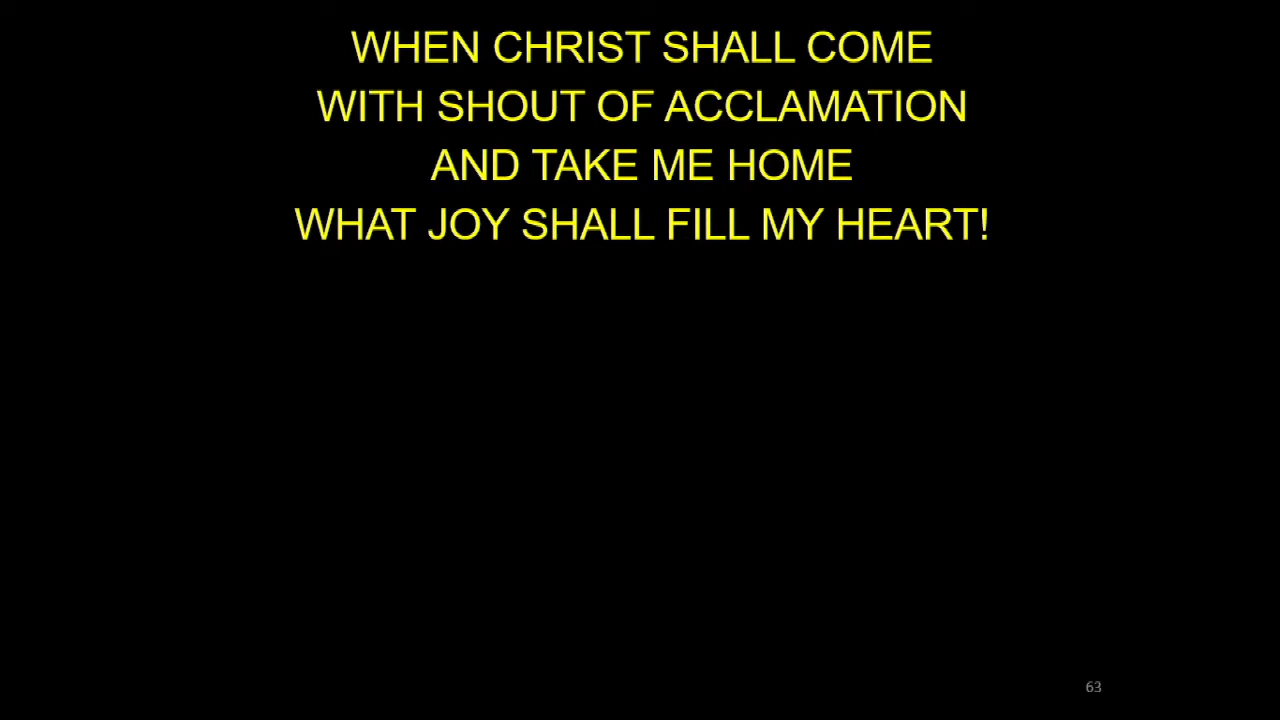 WHEN CHRIST SHALL COME
WITH SHOUT OF ACCLAMATION
AND TAKE ME HOME
WHAT JOY SHALL FILL MY HEART!
63